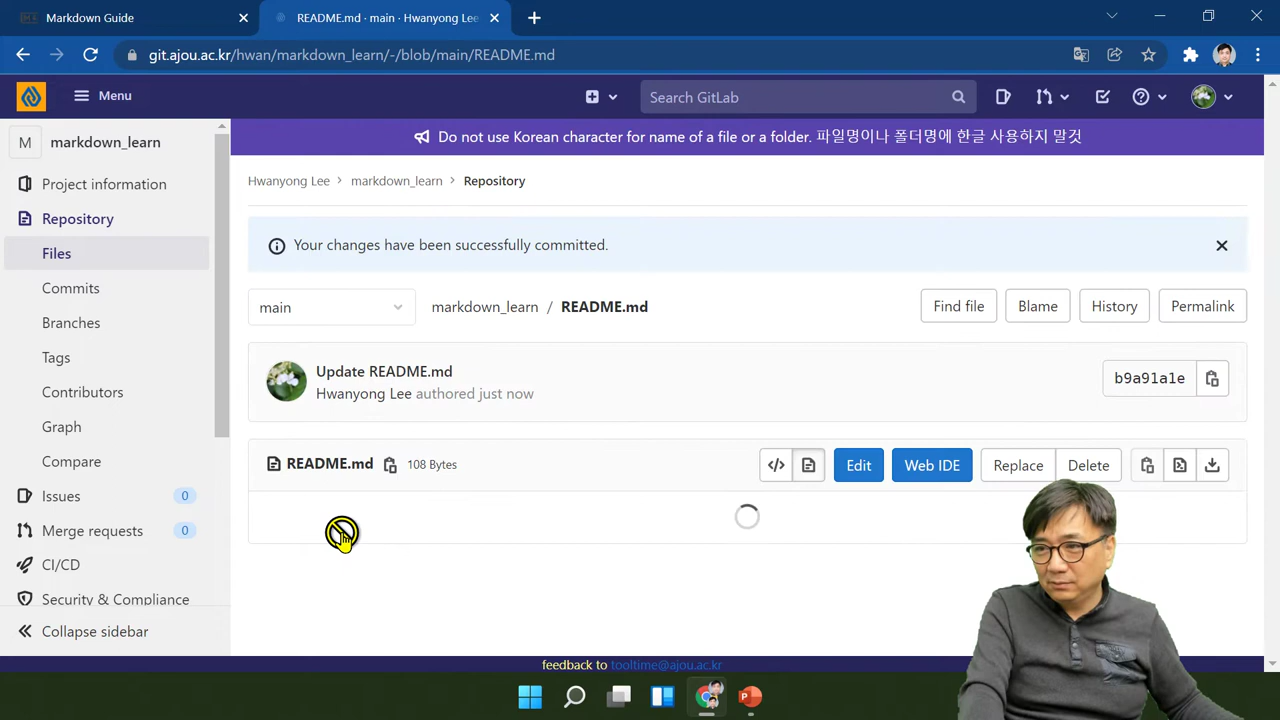 Markdown Guide
README.md · main · Hwanyong Lee
git.ajou.ac.kr/hwan/markdown_learn/-/blob/main/README.md
Menu
Search GitLab
M markdown_learn
Do not use Korean character for name of a file or a folder. 파일명이나 폴더명에 한글 사용하지 말것
Project information
Repository
Files
Commits
Branches
Tags
Contributors
Graph
Compare
Issues 0
Merge requests 0
CI/CD
Security & Compliance
Collapse sidebar
Hwanyong Lee > markdown_learn > Repository
Your changes have been successfully committed.
main markdown_learn / README.md Find file Blame History Permalink
Update README.md
Hwanyong Lee authored just now
b9a91a1e
README.md 108 Bytes Edit Web IDE Replace Delete
feedback to tooltime@ajou.ac.kr